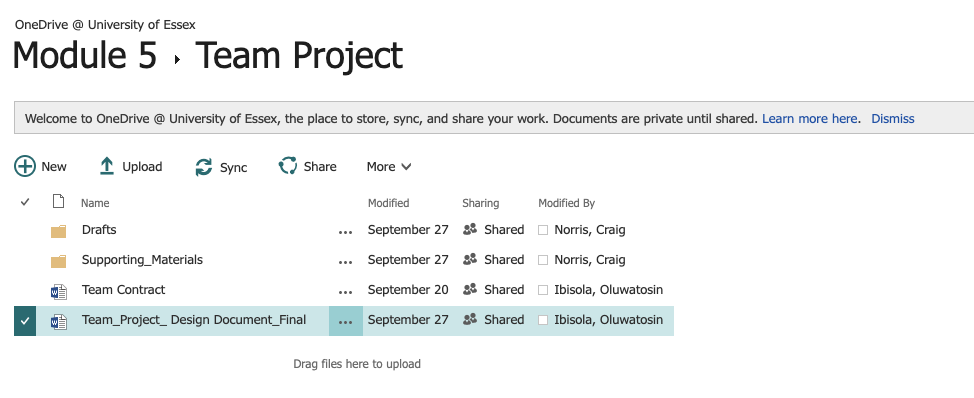 OneDrive @ University of Essex
Module 5 ▸ Team Project
Welcome to OneDrive @ University of Essex, the place to store, sync, and share your work. Documents are private until shared. Learn more here. Dismiss
New Upload Sync Share More
Name Modified Sharing Modified By
Drafts ... September 27 Shared Norris, Craig
Supporting_Materials ... September 27 Shared Norris, Craig
Team Contract ... September 20 Shared Ibisola, Oluwatosin
Team_Project_ Design Document_Final ... September 27 Shared Ibisola, Oluwatosin
Drag files here to upload